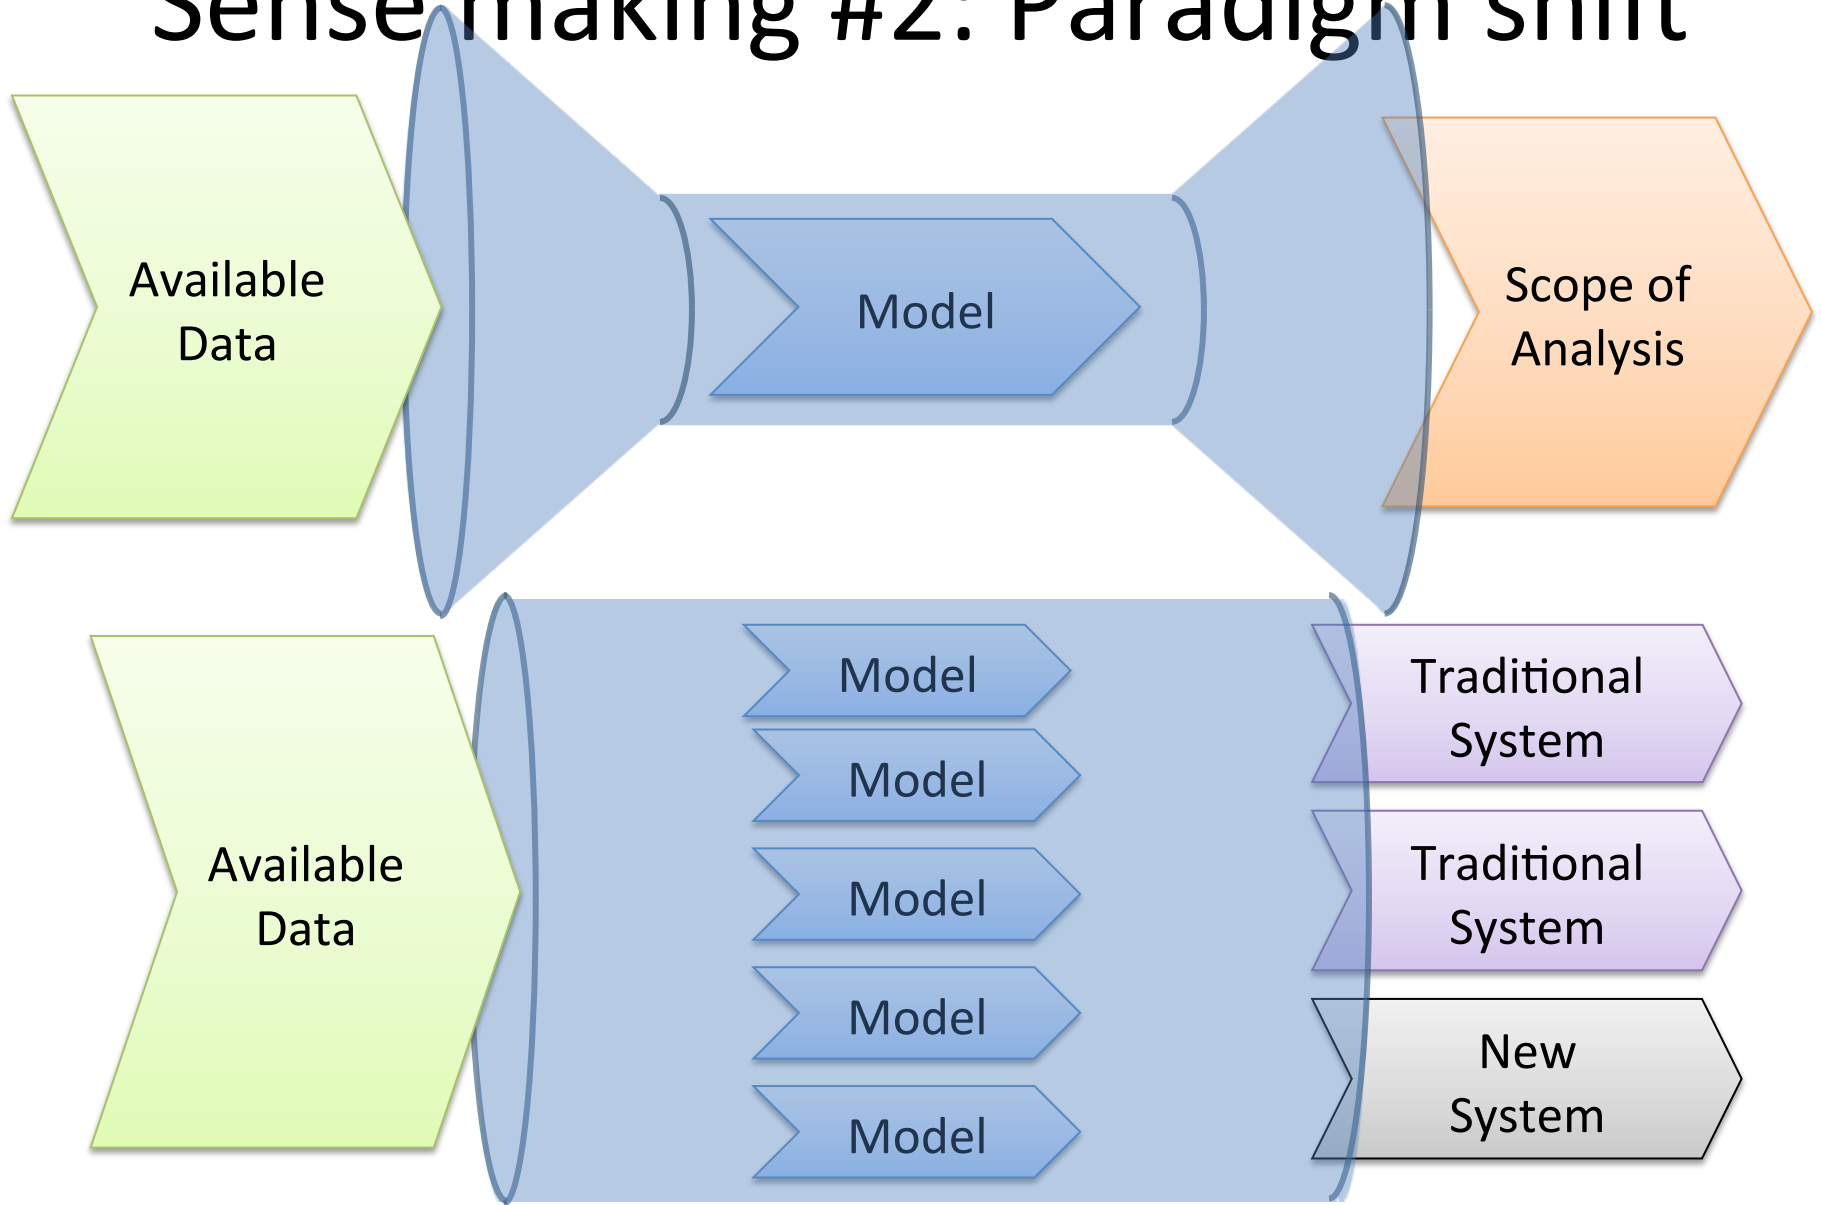 Sense making #2: Paradigm shift
Available
Data
Model
Scope of
Analysis
Available
Data
Model
Model
Model
Model
Model
Traditional
System
Traditional
System
New
System